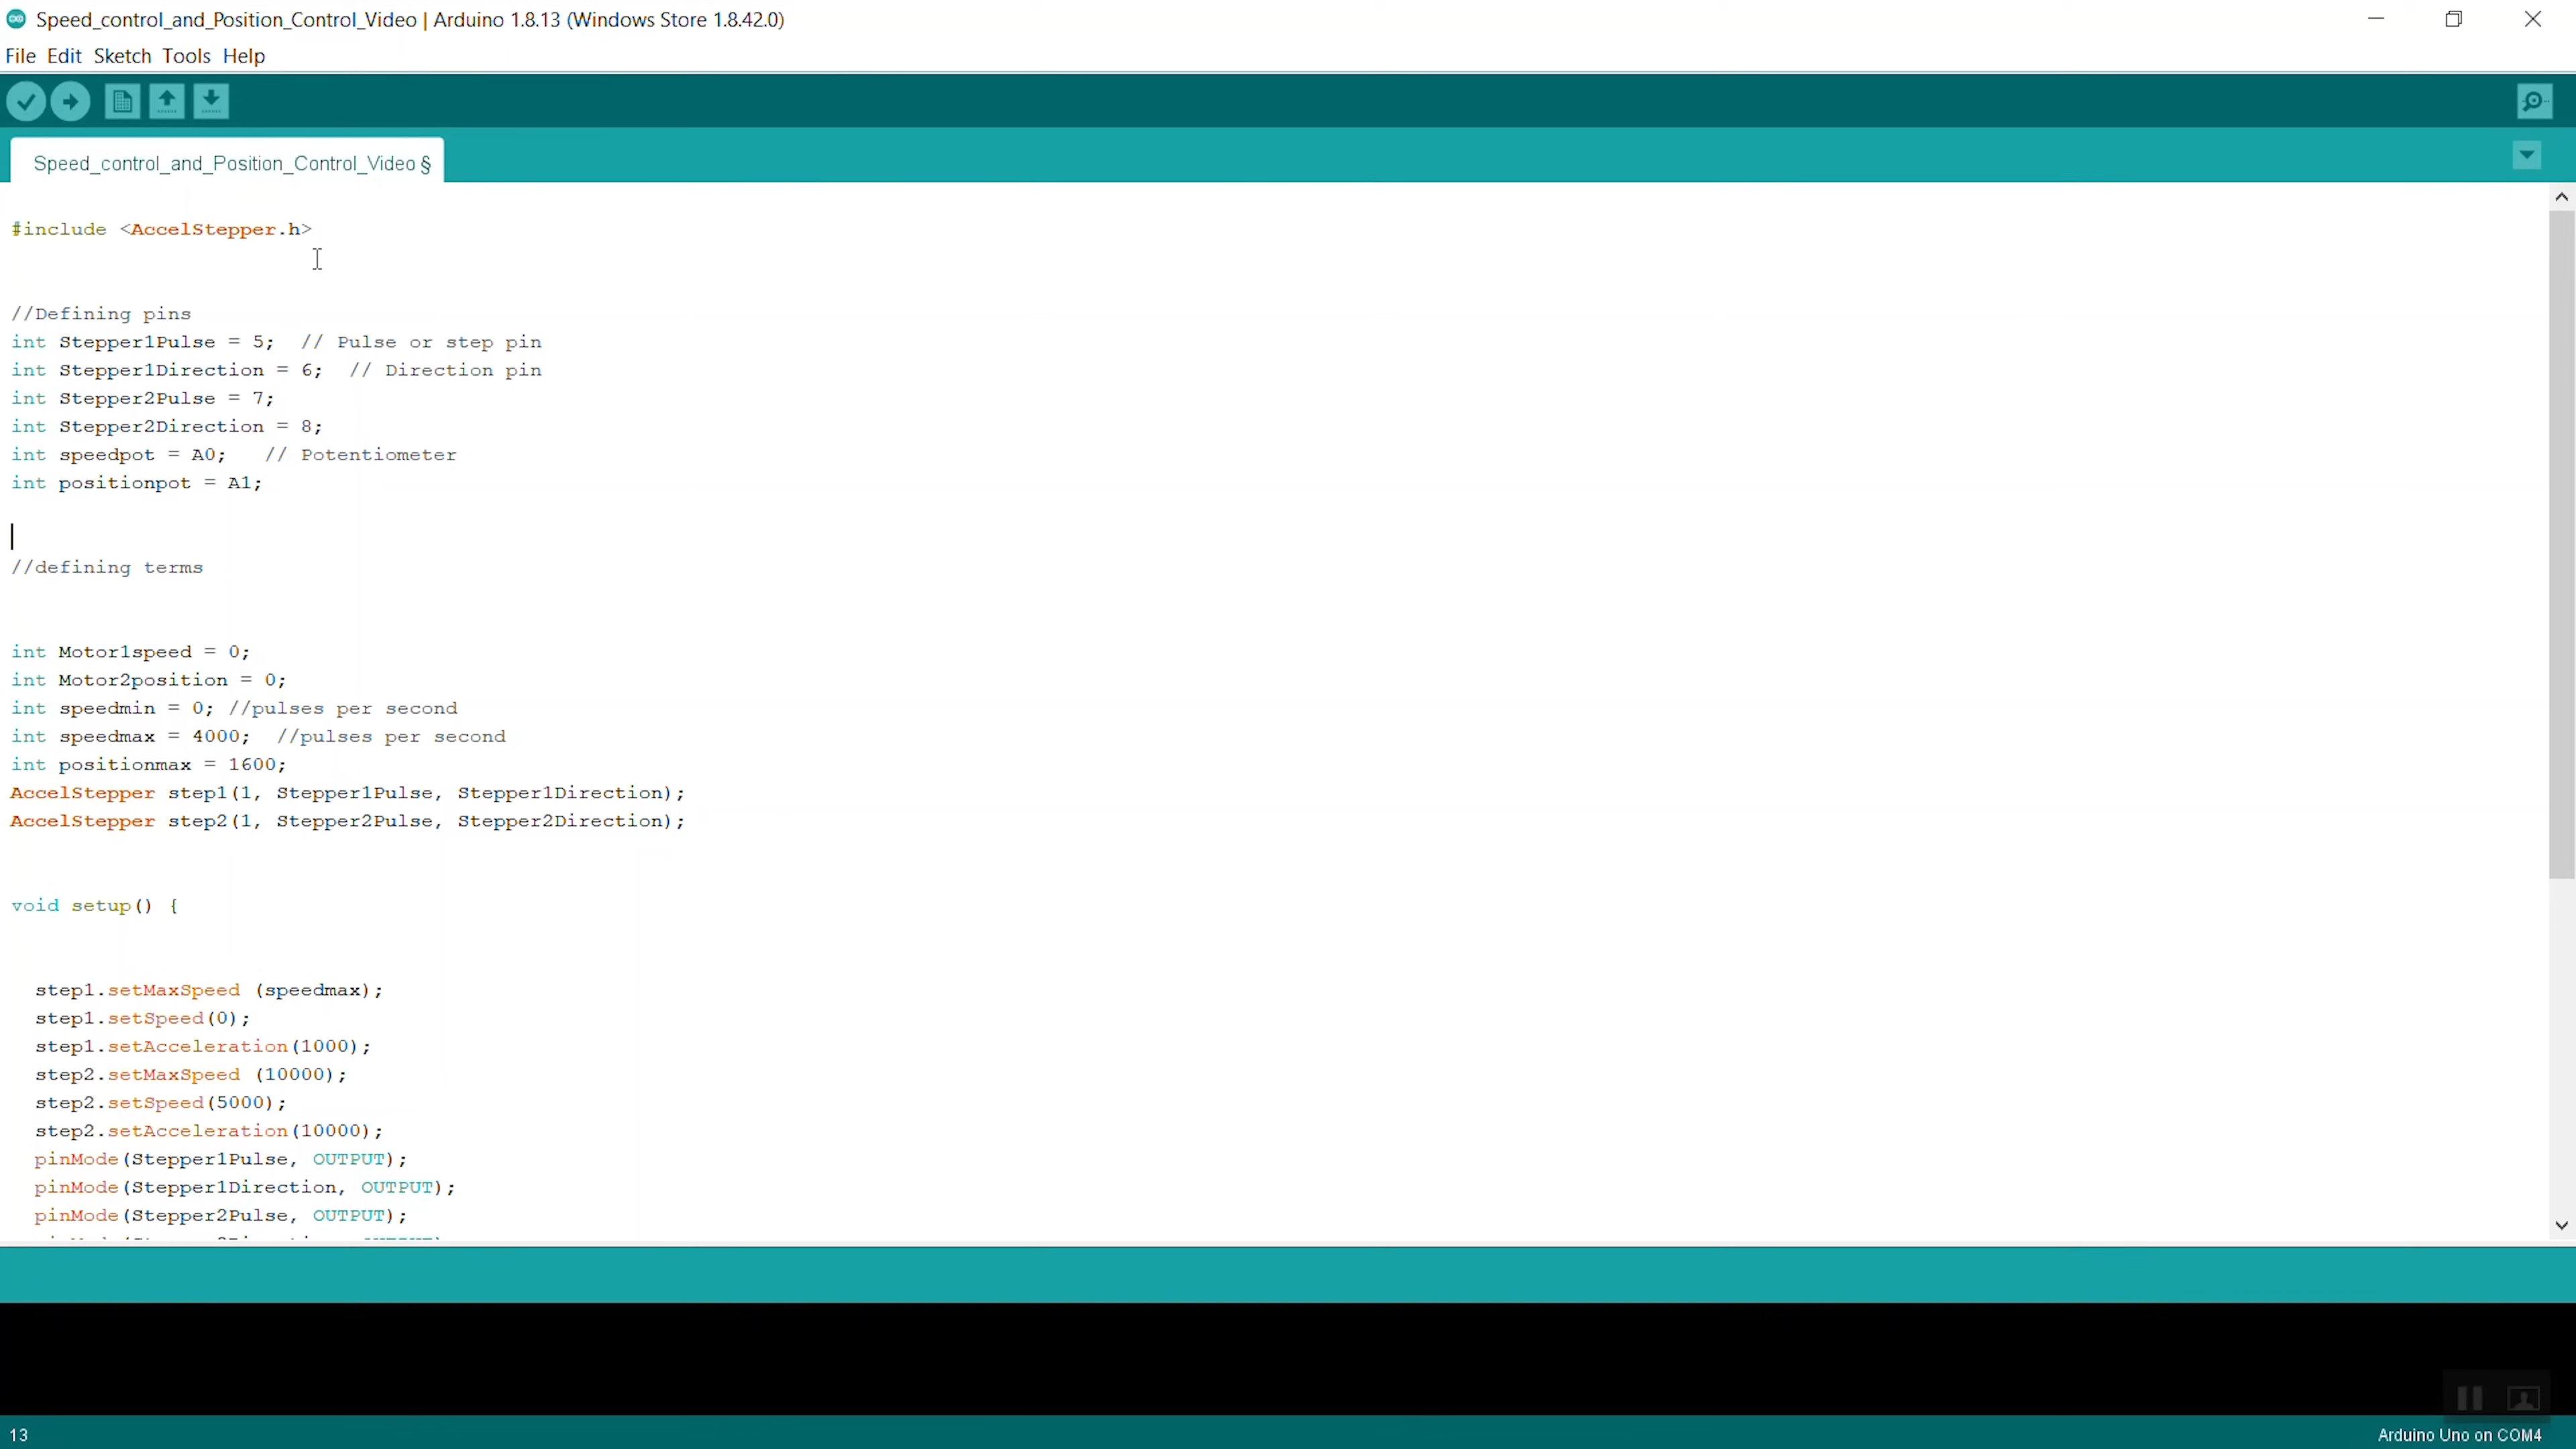 Speed_control_and_Position_Control_Video | Arduino 1.8.13 (Windows Store 1.8.42.0)
File Edit Sketch Tools Help
Speed_control_and_Position_Control_Video §
#include <AccelStepper.h>
//Defining pins
int Stepper1Pulse = 5;  // Pulse or step pin
int Stepper1Direction = 6;  // Direction pin
int Stepper2Pulse = 7;
int Stepper2Direction = 8;
int speedpot = A0;   // Potentiometer
int positionpot = A1;
//defining terms
int Motor1speed = 0;
int Motor2position = 0;
int speedmin = 0; //pulses per second
int speedmax = 4000;  //pulses per second
int positionmax = 1600;
AccelStepper step1(1, Stepper1Pulse, Stepper1Direction);
AccelStepper step2(1, Stepper2Pulse, Stepper2Direction);
void setup() {
step1.setMaxSpeed (speedmax);
step1.setSpeed(0);
step1.setAcceleration(1000);
step2.setMaxSpeed (10000);
step2.setSpeed(5000);
step2.setAcceleration(10000);
pinMode(Stepper1Pulse, OUTPUT);
pinMode(Stepper1Direction, OUTPUT);
pinMode(Stepper2Pulse, OUTPUT);
13
Arduino Uno on COM4